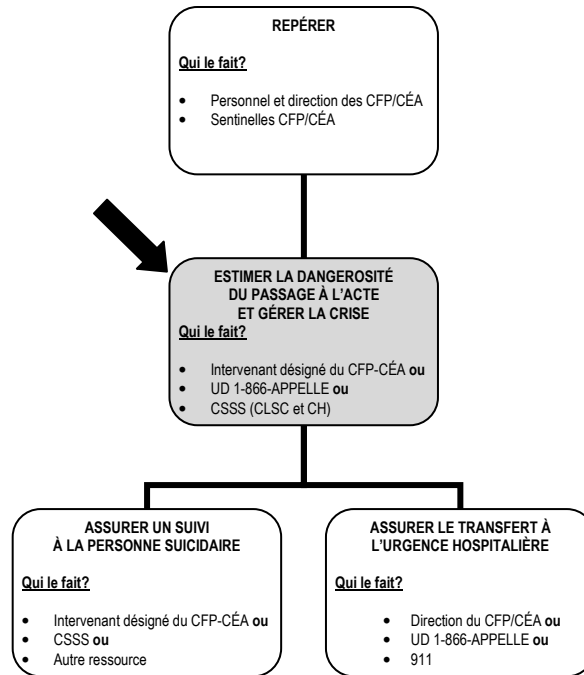 REPÉRER
Qui le fait?
• Personnel et direction des CFP/CÉA
• Sentinelles CFP/CÉA
ESTIMER LA DANGEROSITÉ
DU PASSAGE À L’ACTE
ET GÉRER LA CRISE
Qui le fait?
• Intervenant désigné du CFP-CÉA ou
• UD 1-866-APPELLE ou
• CSSS (CLSC et CH)
ASSURER UN SUIVI
À LA PERSONNE SUICIDAIRE
Qui le fait?
• Intervenant désigné du CFP-CÉA ou
• CSSS ou
• Autre ressource
ASSURER LE TRANSFERT À
L’URGENCE HOSPITALIÈRE
Qui le fait?
• Direction du CFP/CÉA ou
• UD 1-866-APPELLE ou
• 911